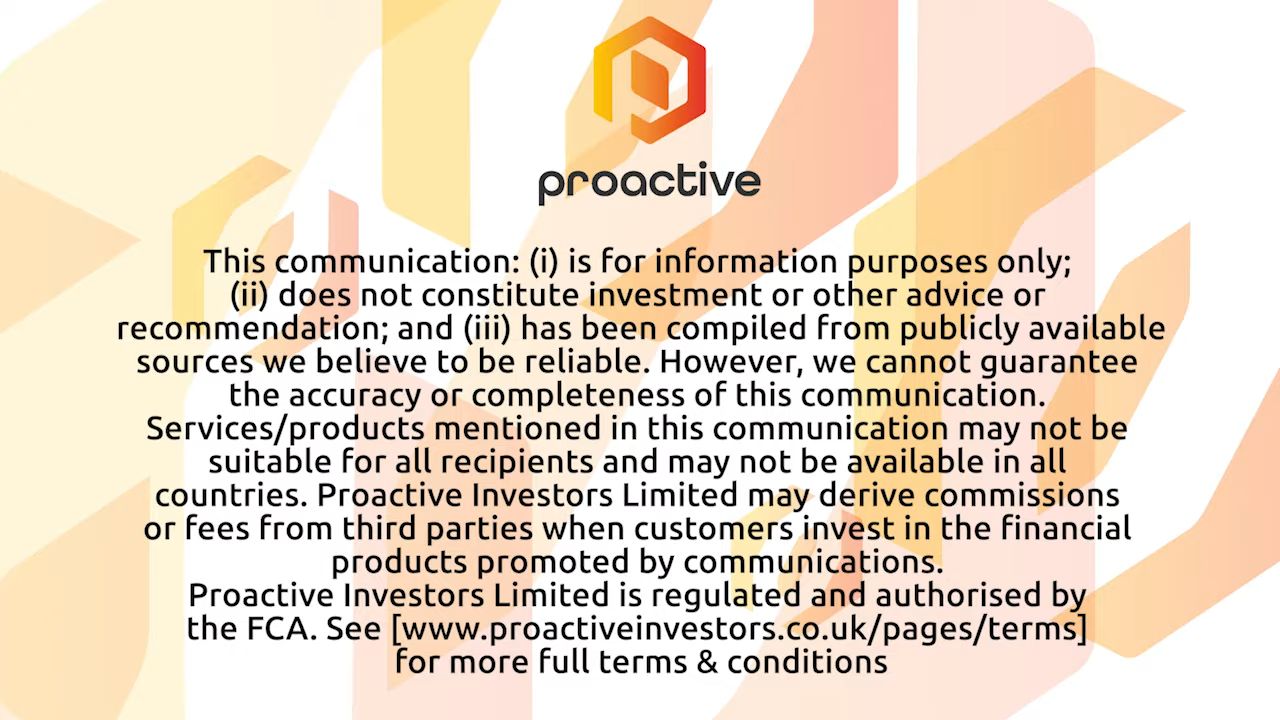 proactive
This communication: (i) is for information purposes only;
(ii) does not constitute investment or other advice or
recommendation; and (iii) has been compiled from publicly available
sources we believe to be reliable. However, we cannot guarantee
the accuracy or completeness of this communication.
Services/products mentioned in this communication may not be
suitable for all recipients and may not be available in all
countries. Proactive Investors Limited may derive commissions
or fees from third parties when customers invest in the financial
products promoted by communications.
Proactive Investors Limited is regulated and authorised by
the FCA. See [www.proactiveinvestors.co.uk/pages/terms]
for more full terms & conditions